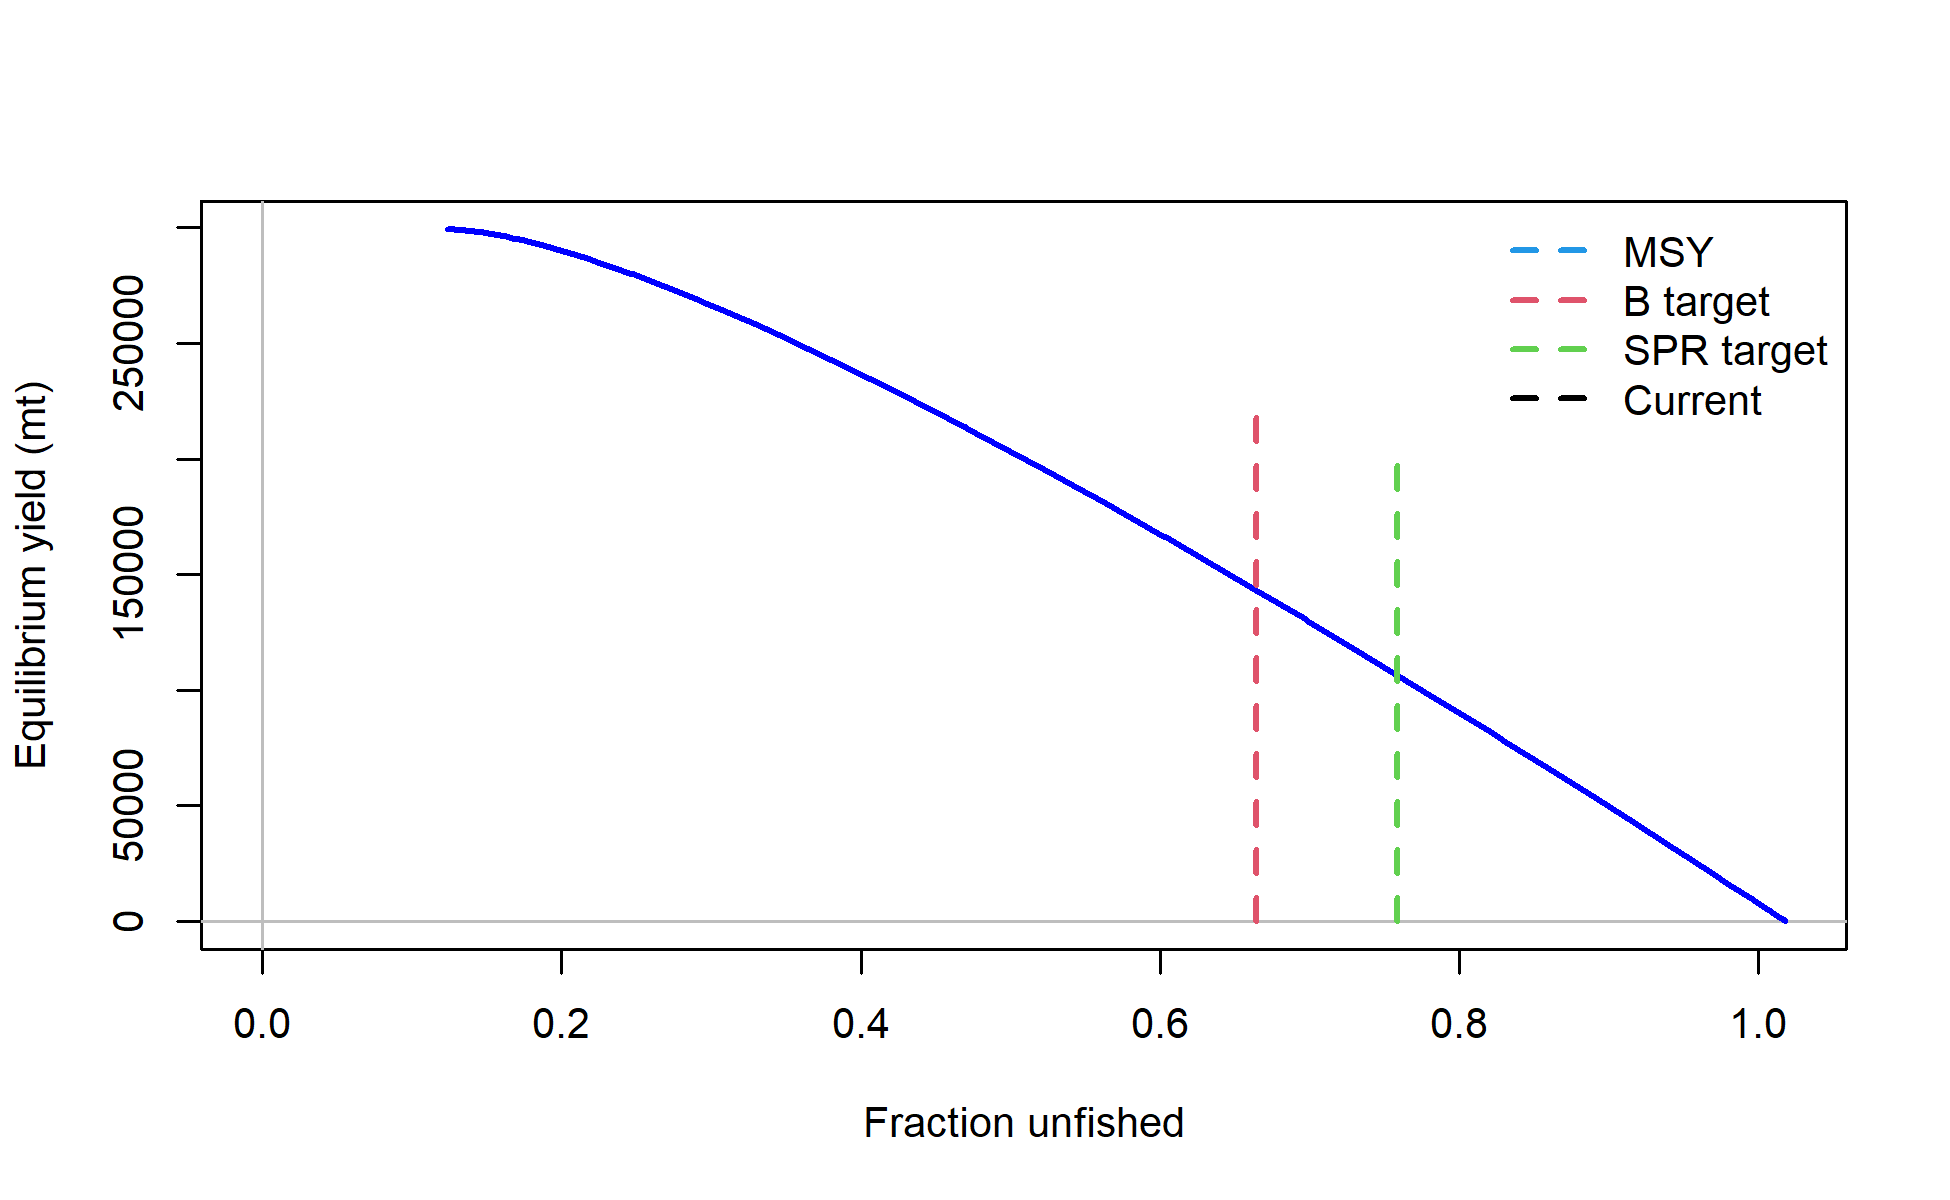 MSY
B target
SPR target
Current
Equilibrium yield (mt)
250000
150000
50000
0
0.0 0.2 0.4 0.6 0.8 1.0
Fraction unfished